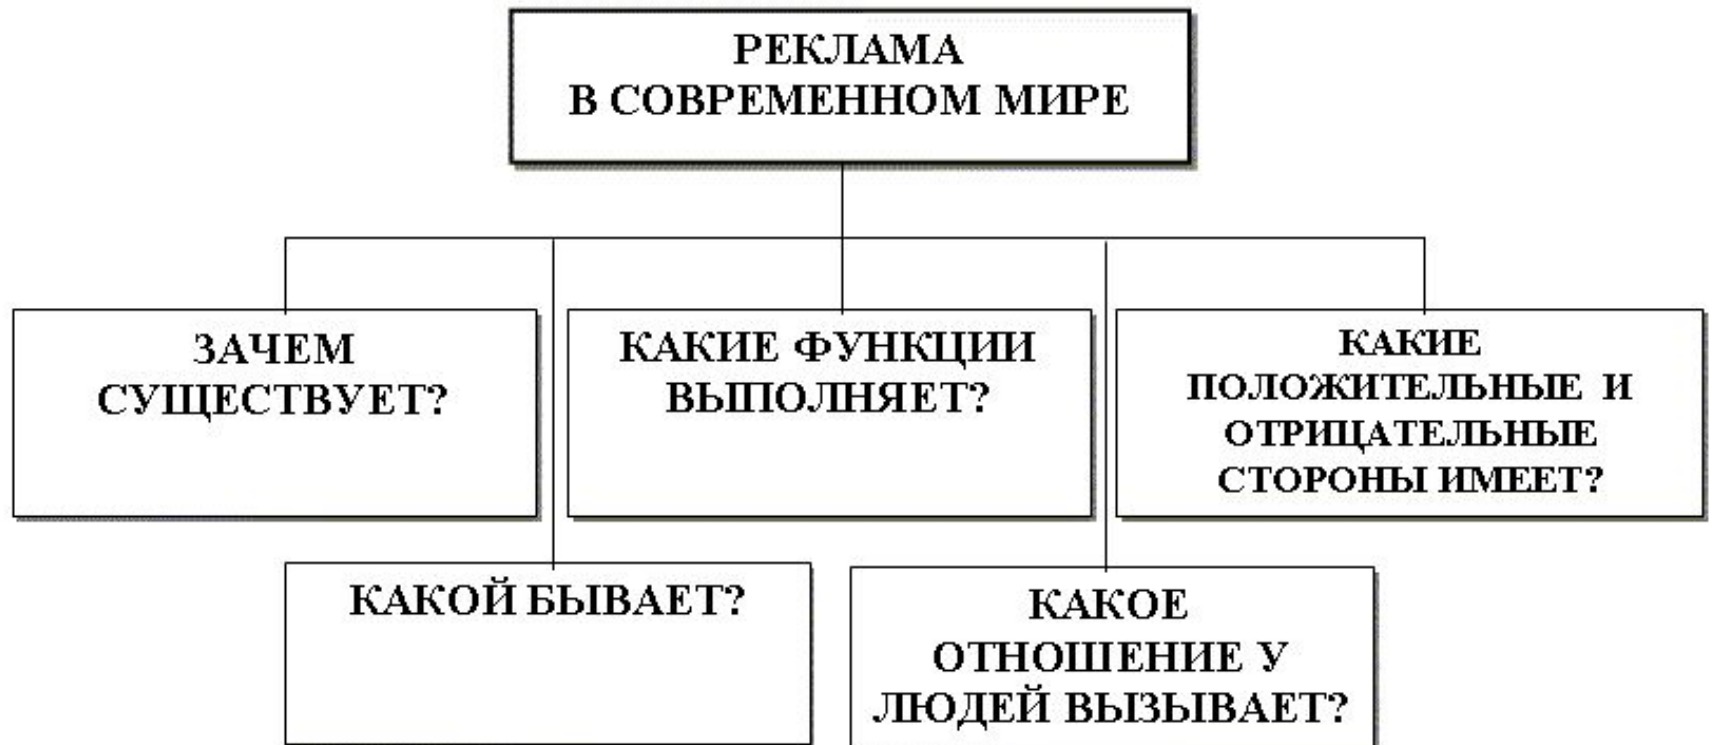 РЕКЛАМА
В СОВРЕМЕННОМ МИРЕ
ЗАЧЕМ
СУЩЕСТВУЕТ?
КАКИЕ ФУНКЦИИ
ВЫПОЛНЯЕТ?
КАКИЕ
ПОЛОЖИТЕЛЬНЫЕ И
ОТРИЦАТЕЛЬНЫЕ
СТОРОНЫ ИМЕЕТ?
КАКОЙ БЫВАЕТ?
КАКОЕ
ОТНОШЕНИЕ У
ЛЮДЕЙ ВЫЗЫВАЕТ?